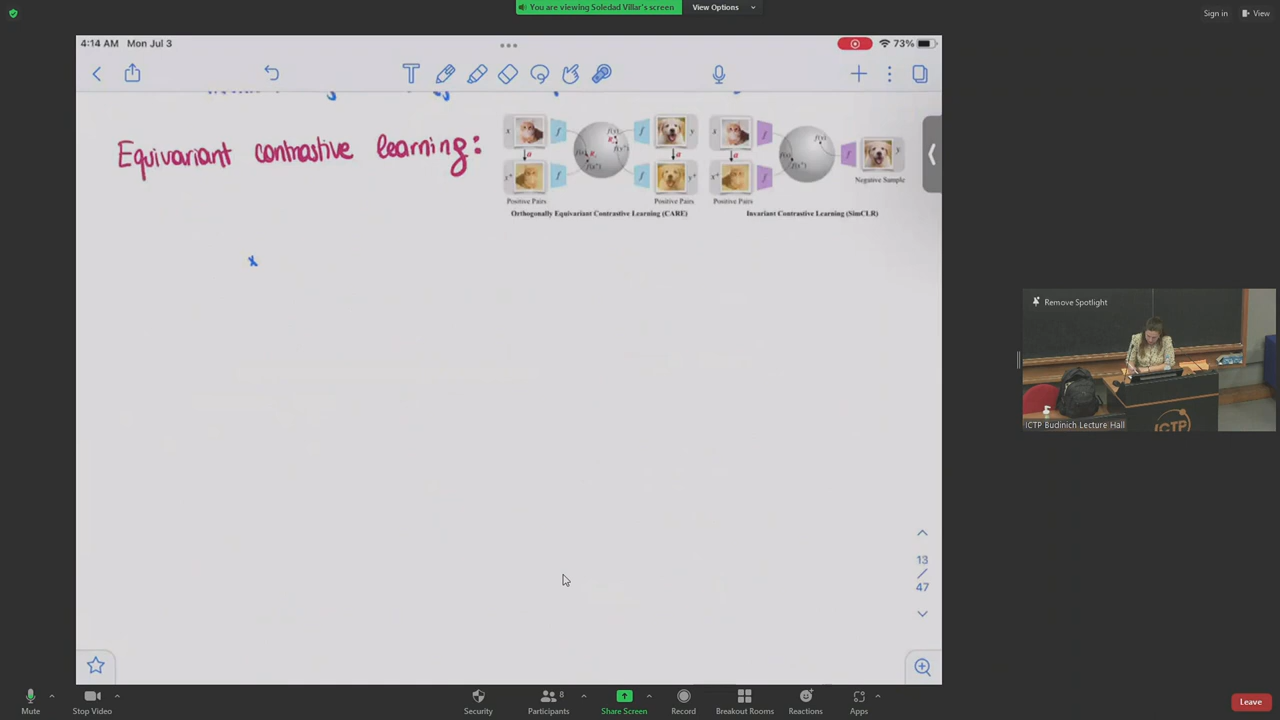 You are viewing Soledad Villar's screen
View Options
Sign in
View
4:14 AM Mon Jul 3
73%
Equivariant contrastive learning:
Positive Pairs
Positive Pairs
Orthogonally Equivariant Contrastive Learning (CARE)
Positive Pairs
Negative Sample
Invariant Contrastive Learning (SimCLR)
x
13
/
47
Remove Spotlight
ICTP Budinich Lecture Hall
ICTP
Mute
Stop Video
Security
Participants
8
Share Screen
Record
Breakout Rooms
Reactions
Apps
Leave